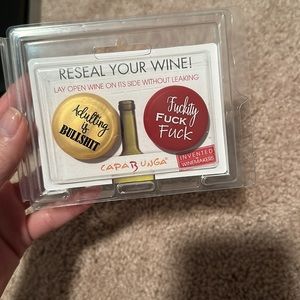 RESEAL YOUR WINE!
LAY OPEN WINE ON ITS SIDE WITHOUT LEAKING
Adulting
is
BULLSHIT
Fuckity
FUCK
Fuck
CAPABUNGA
INVENTED
BY
WINEMAKERS